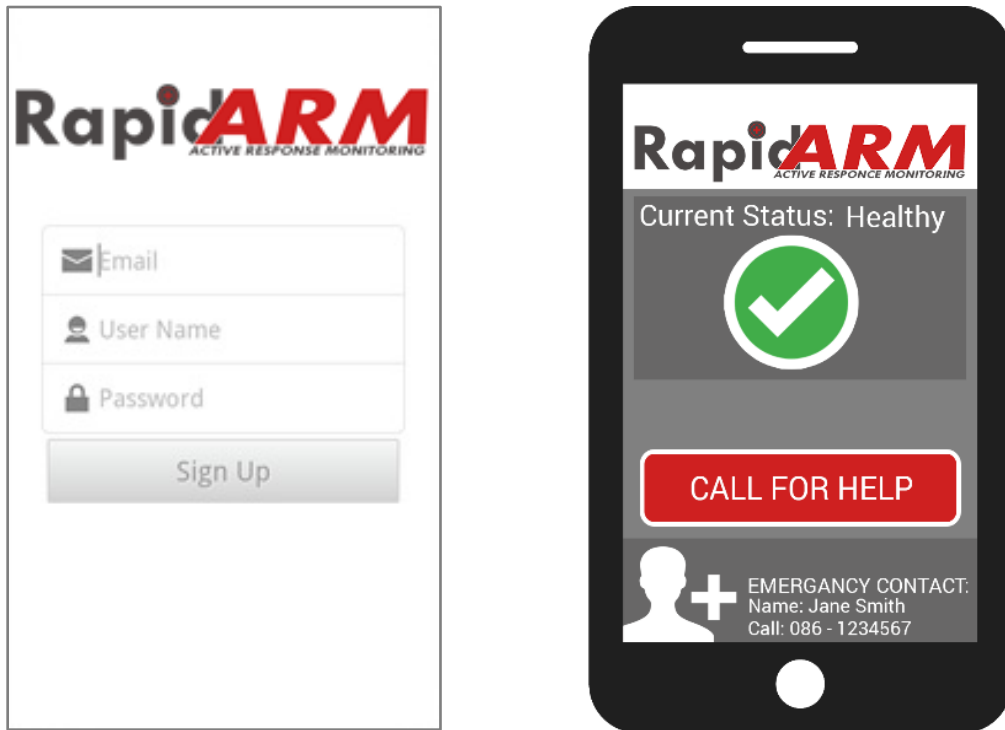 RapidARM
ACTIVE RESPONSE MONITORING
Email
User Name
Password
Sign Up
RapidARM
ACTIVE RESPONCE MONITORING
Current Status: Healthy
CALL FOR HELP
EMERGANCY CONTACT:
Name: Jane Smith
Call: 086 - 1234567